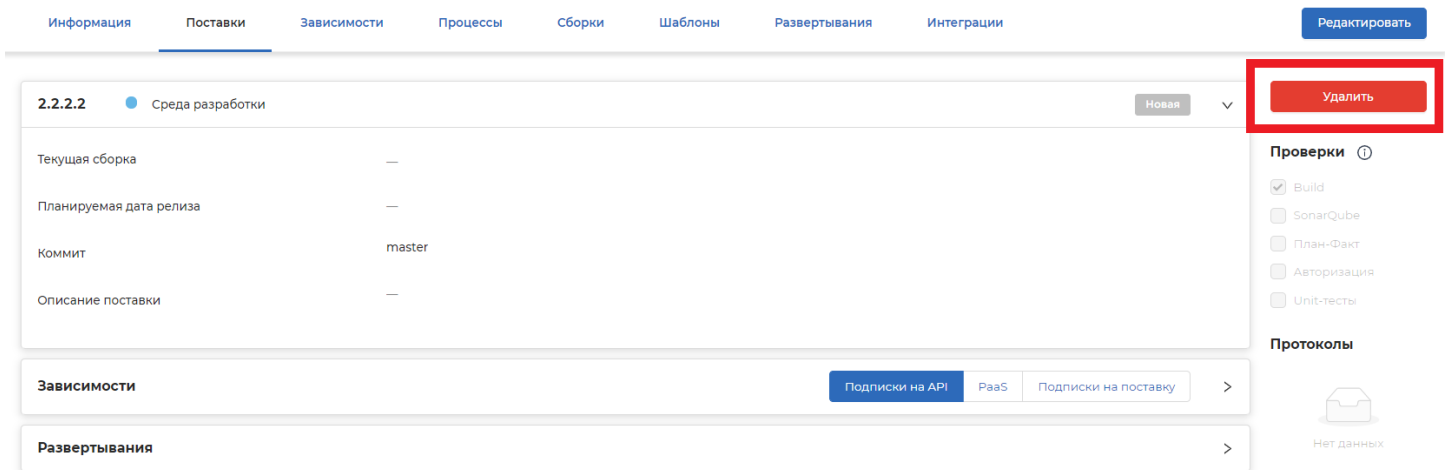 Информация Поставки Зависимости Процессы Сборки Шаблоны Развертывания Интеграции Редактировать
2.2.2.2 Среда разработки Новая
Удалить
Текущая сборка —
Планируемая дата релиза —
Коммит master
Описание поставки —
Проверки
Build
SonarQube
План-Факт
Авторизация
Unit-тесты
Протоколы
Нет данных
Зависимости Подписки на API PaaS Подписки на поставку
Развертывания